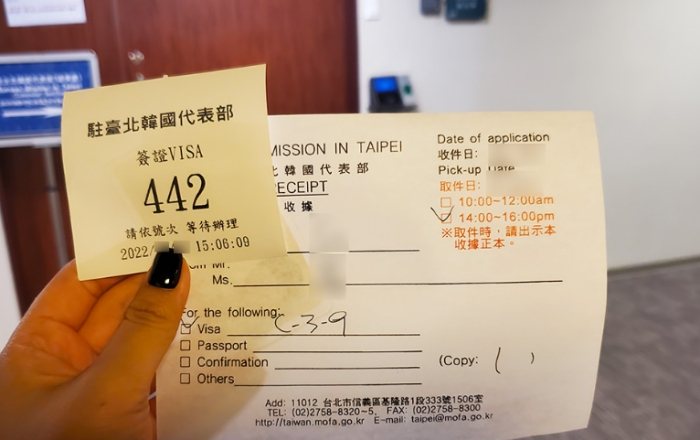 駐臺北韓國代表部
簽證VISA
442
請依號次 等待辦理
2022/ 15:06:09
MISSION IN TAIPEI
北韓國代表部
RECEIPT
收據
Date of application
收件日:
Pick-up Date
取件日:
10:00~12:00am
14:00~16:00pm
※取件時,請出示本
收據正本。
From Mr.
Ms.
For the following:
Visa C-3-9
Passport
Confirmation
Others
(Copy: 1 )
Add: 11012 台北市信義區基隆路1段333號1506室
TEL: (02)2758-8320~5, FAX: (02)2758-8300
http://taiwan.mofa.go.kr E-mail: taipei@mofa.go.kr